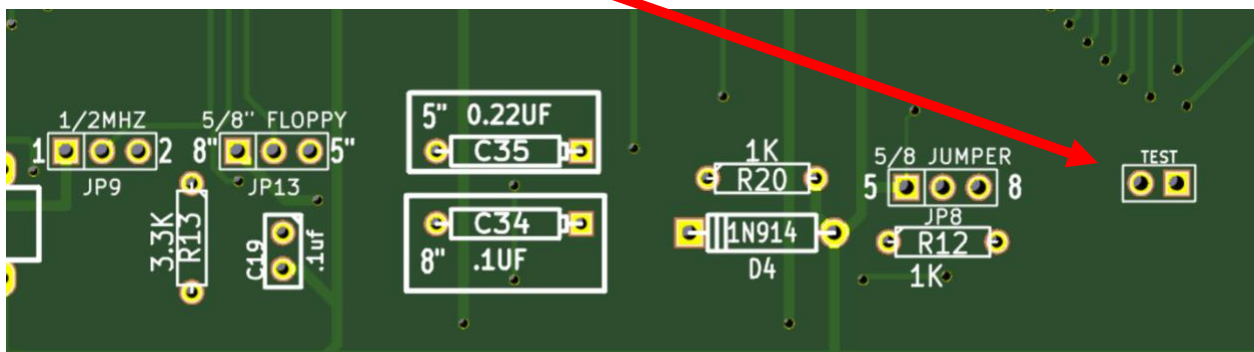 1/2MHZ
1 2
JP9
5/8" FLOPPY
8" 5"
JP13
3.3K
R13
C19
.1uf
5" 0.22UF
C35
C34
8" .1UF
1K
R20
1N914
D4
5/8 JUMPER
5 8
JP8
R12
1K
TEST